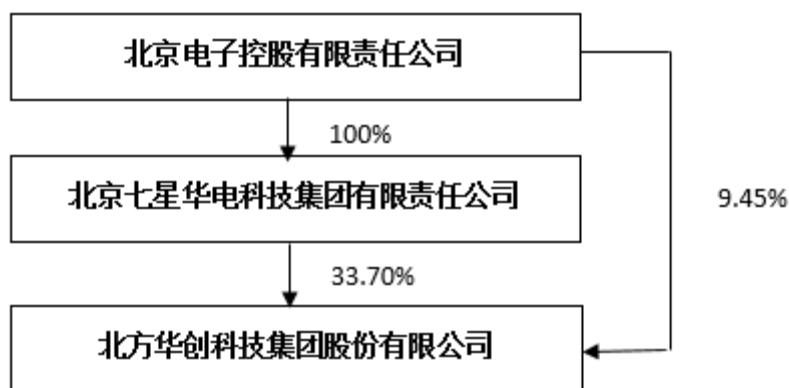 北京电子控股有限责任公司
100%
北京七星华电科技集团有限责任公司
9.45%
33.70%
北方华创科技集团股份有限公司